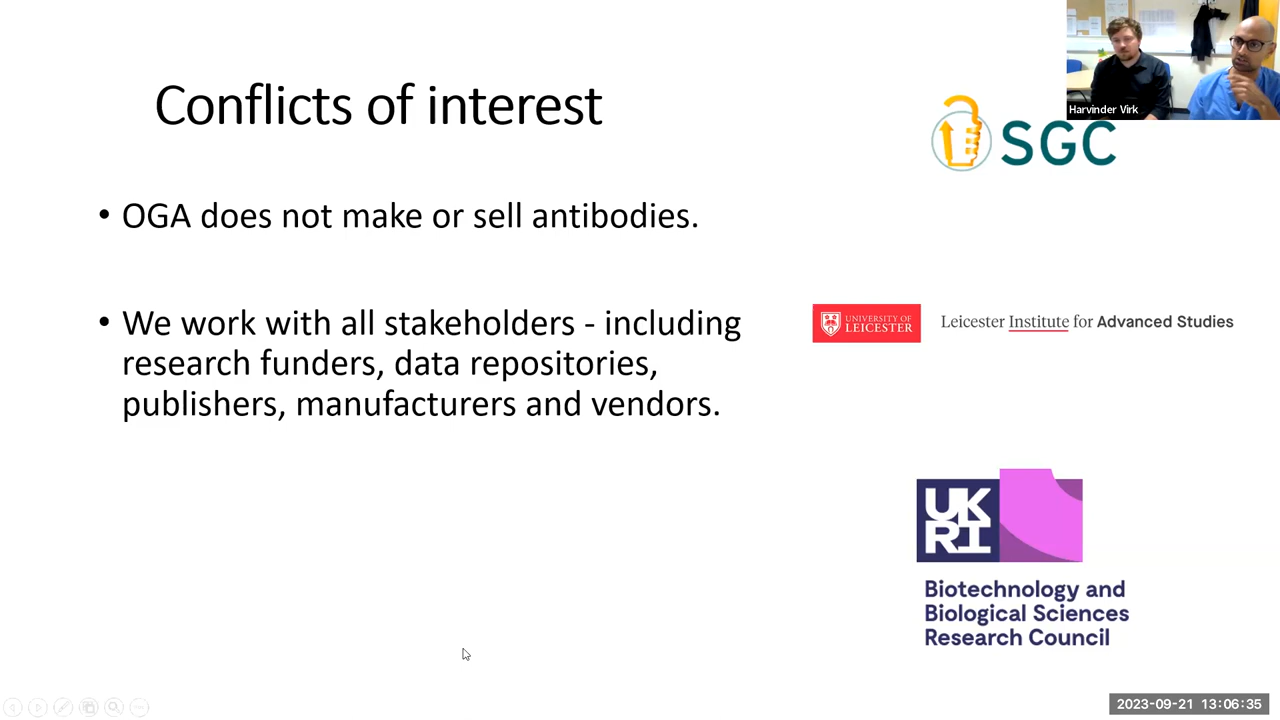 Conflicts of interest
Harvinder Virk
SGC
• OGA does not make or sell antibodies.
• We work with all stakeholders - including
research funders, data repositories,
publishers, manufacturers and vendors.
UNIVERSITY OF
LEICESTER
Leicester Institute for Advanced Studies
UK
RI
Biotechnology and
Biological Sciences
Research Council
2023-09-21 13:06:35